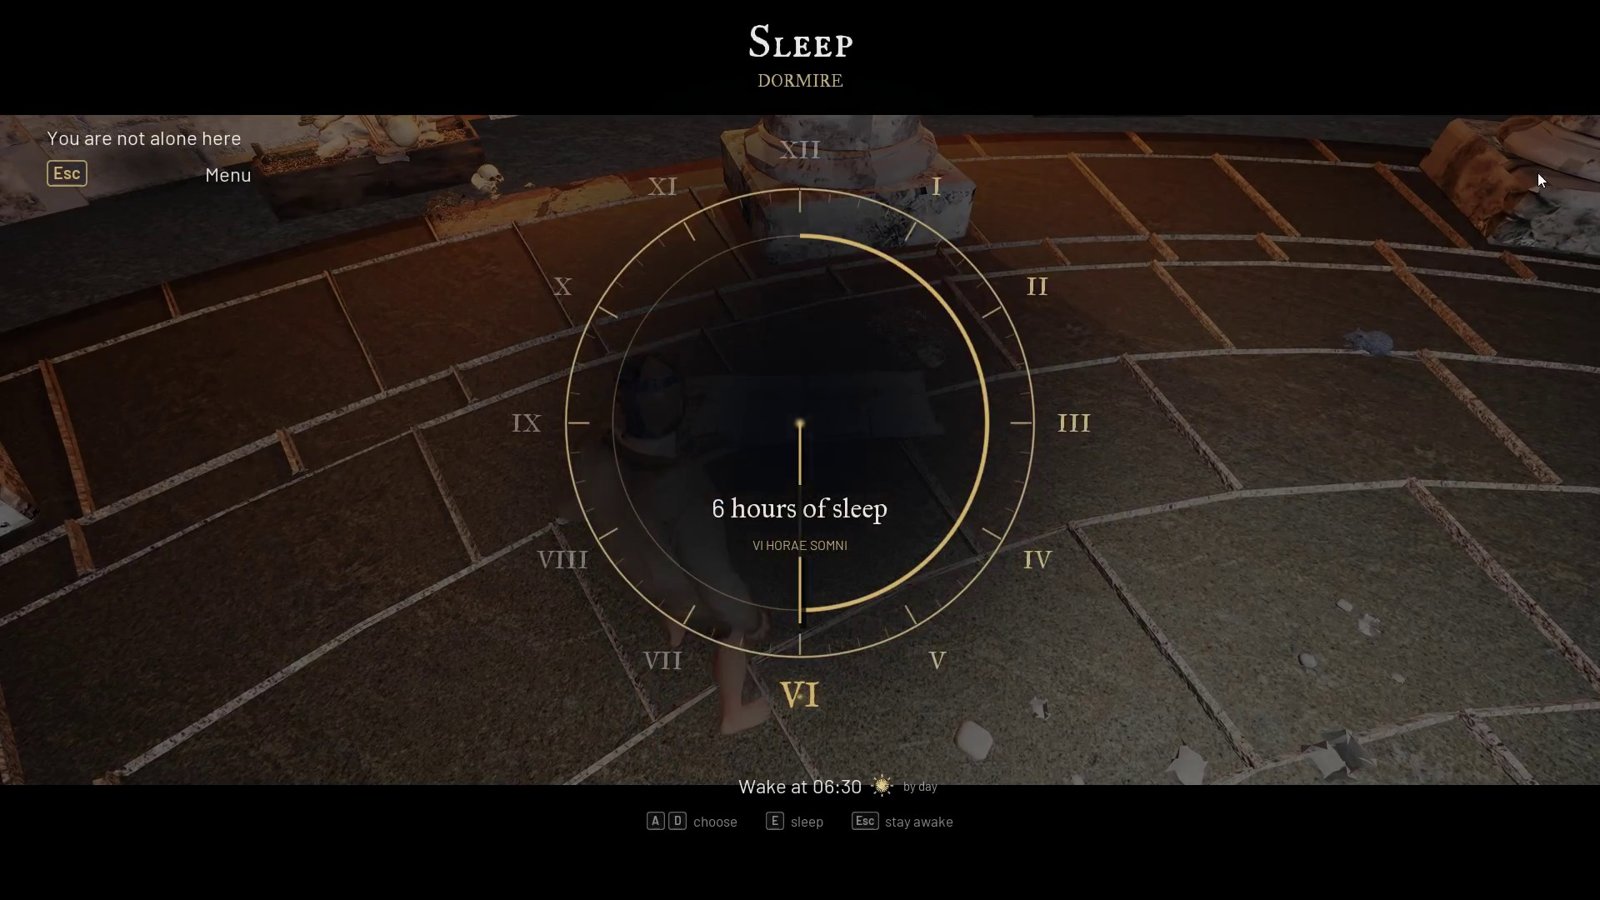 Sleep
DORMIRE
You are not alone here
Esc Menu
XII
XI I
X II
IX III
6 hours of sleep
VI HORAE SOMNI
VIII IV
VII V
VI
Wake at 06:30 by day
A D choose E sleep Esc stay awake